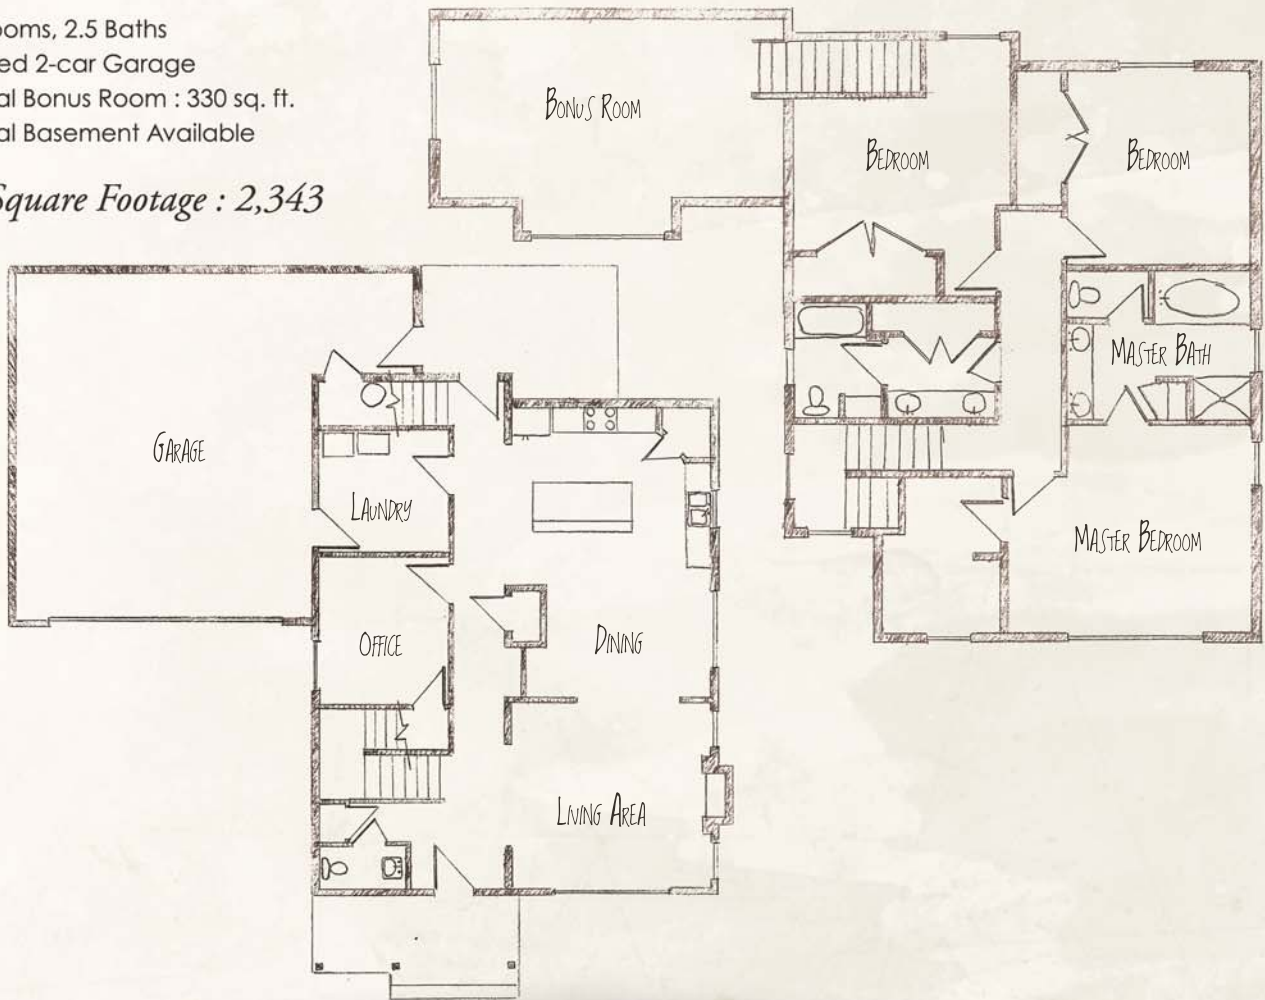 ooms, 2.5 Baths
ed 2-car Garage
al Bonus Room : 330 sq. ft.
al Basement Available
Square Footage : 2,343
BONUS ROOM
BEDROOM
BEDROOM
MASTER BATH
GARAGE
LAUNDRY
MASTER BEDROOM
OFFICE
DINING
LIVING AREA